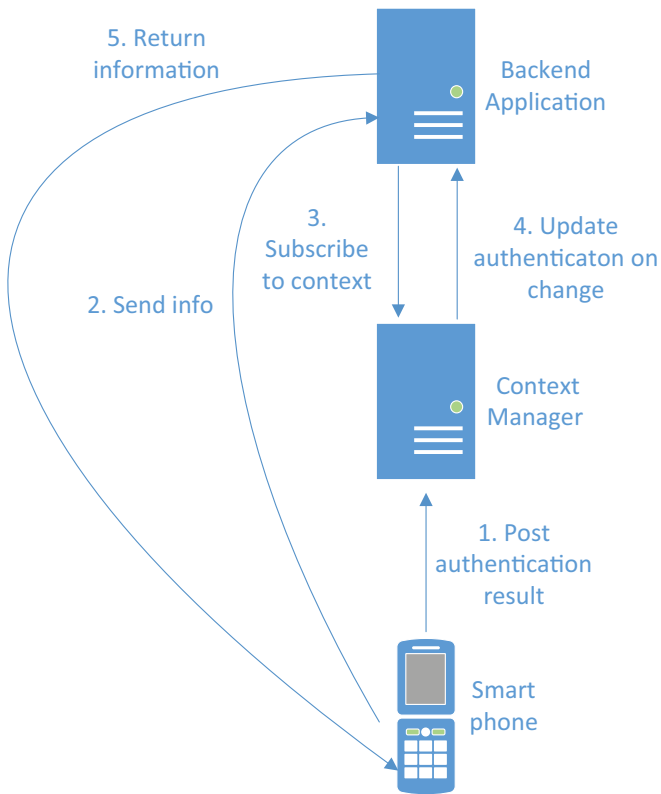 5. Return
information
Backend
Application
3.
Subscribe
to context
4. Update
authenticaton on
change
2. Send info
Context
Manager
1. Post
authentication
result
Smart
phone